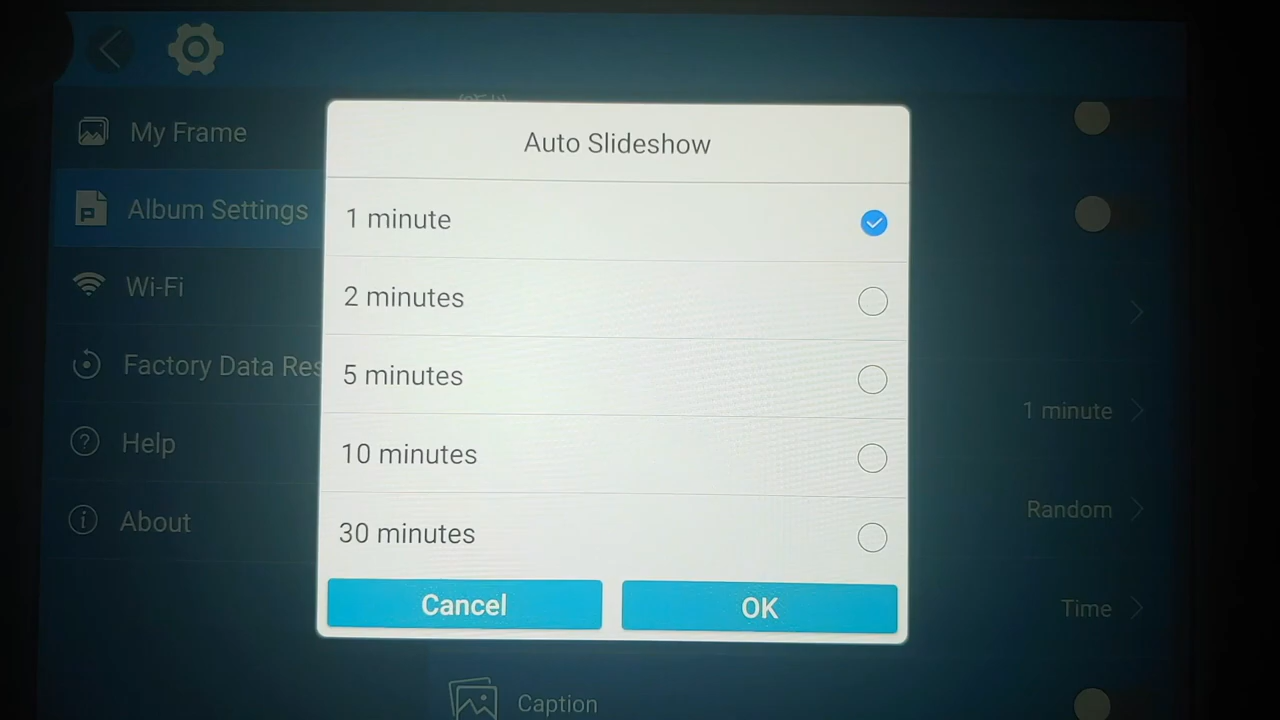 My Frame
Album Settings
Wi-Fi
Factory Data Res
Help
About
Auto Slideshow
1 minute
2 minutes
5 minutes
10 minutes
30 minutes
Cancel
OK
1 minute
Random
Time
Caption